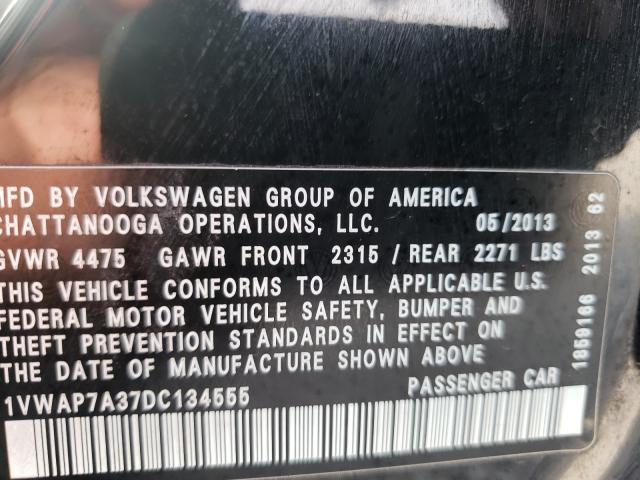 MFD BY VOLKSWAGEN GROUP OF AMERICA
CHATTANOOGA OPERATIONS, LLC. 05/2013
GVWR 4475 GAWR FRONT 2315 / REAR 2271 LBS
THIS VEHICLE CONFORMS TO ALL APPLICABLE U.S.
FEDERAL MOTOR VEHICLE SAFETY, BUMPER AND
THEFT PREVENTION STANDARDS IN EFFECT ON
THE DATE OF MANUFACTURE SHOWN ABOVE
1VWAP7A37DC134555 PASSENGER CAR
1859166 2013 62